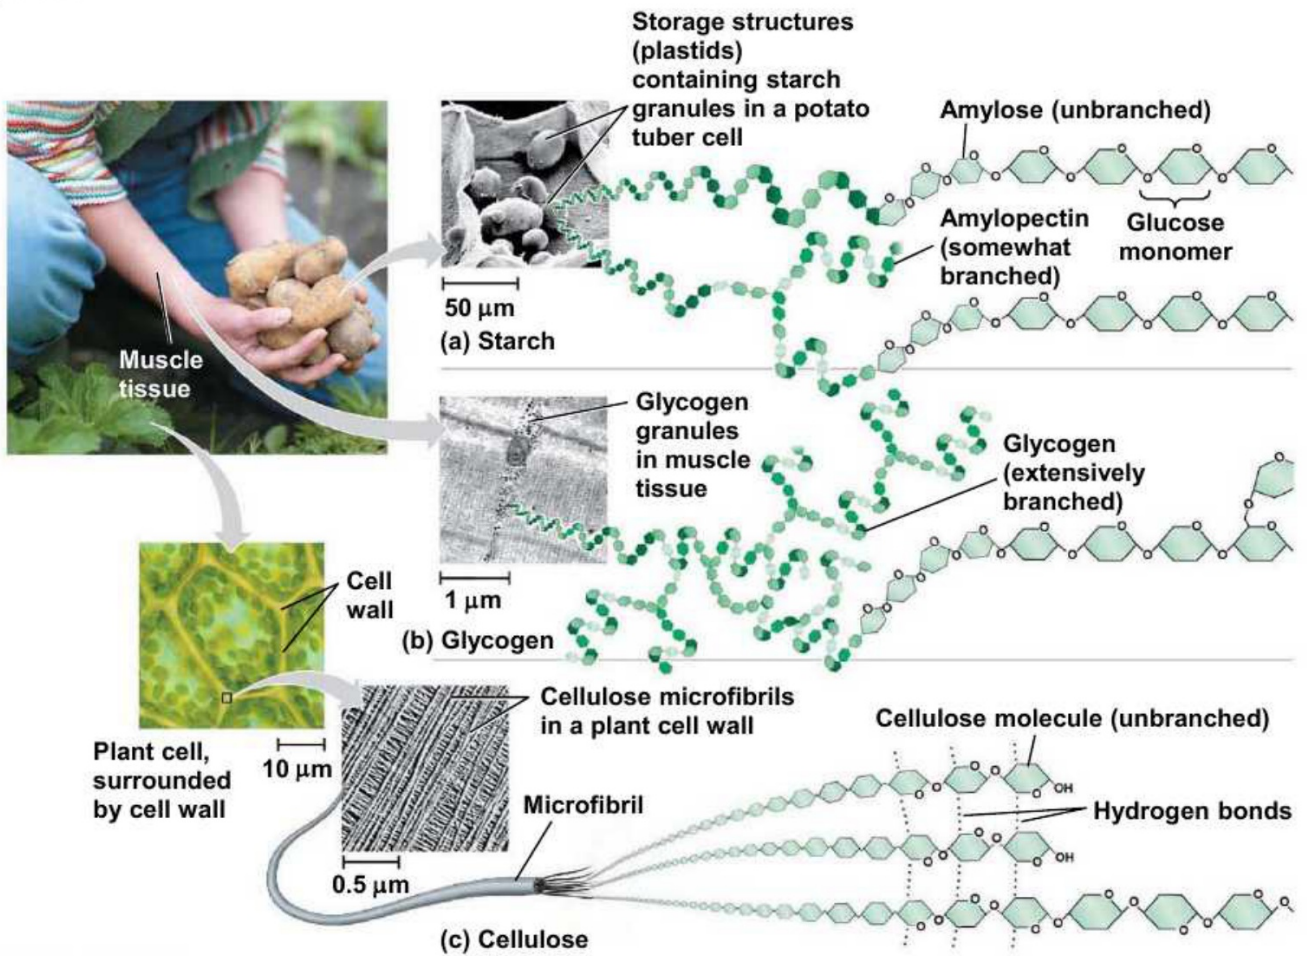 Storage structures
(plastids)
containing starch
granules in a potato
tuber cell
Amylose (unbranched)
O O O O O O O
O O O O O O
Glucose
monomer
Amylopectin
(somewhat
branched)
O O O O O O O
O O O O O O
50 μm
(a) Starch
Muscle
tissue
Glycogen
granules
in muscle
tissue
Glycogen
(extensively
branched)
O
O
O O O O O O O O
O O O O O O O
1 μm
(b) Glycogen
Cell
wall
Plant cell,
surrounded
by cell wall
10 μm
Cellulose microfibrils
in a plant cell wall
0.5 μm
Microfibril
Cellulose molecule (unbranched)
O O O O O OH
Hydrogen bonds
O O O O O OH
O O O O O O O O O O O O
(c) Cellulose